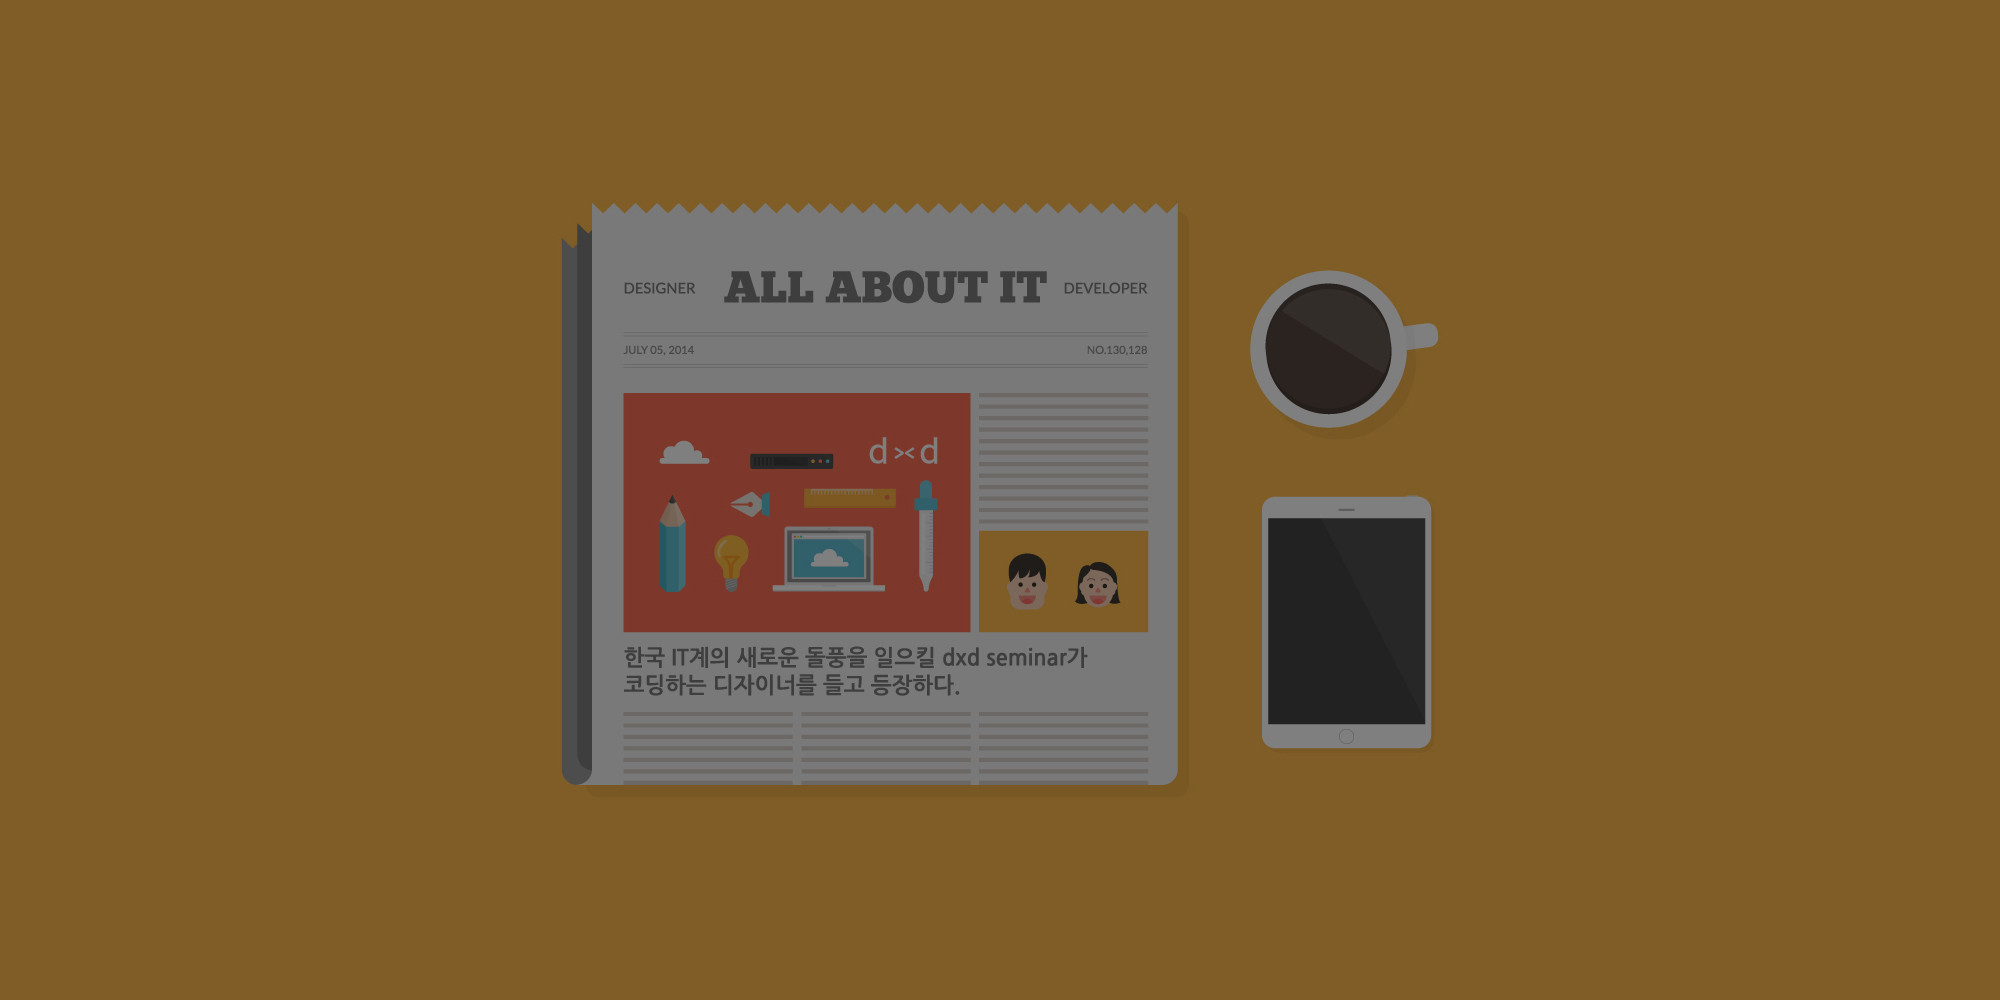 DESIGNER ALL ABOUT IT DEVELOPER
JULY 05, 2014 NO.130,128
d><d
한국 IT계의 새로운 돌풍을 일으킬 dxd seminar가
코딩하는 디자이너를 들고 등장하다.